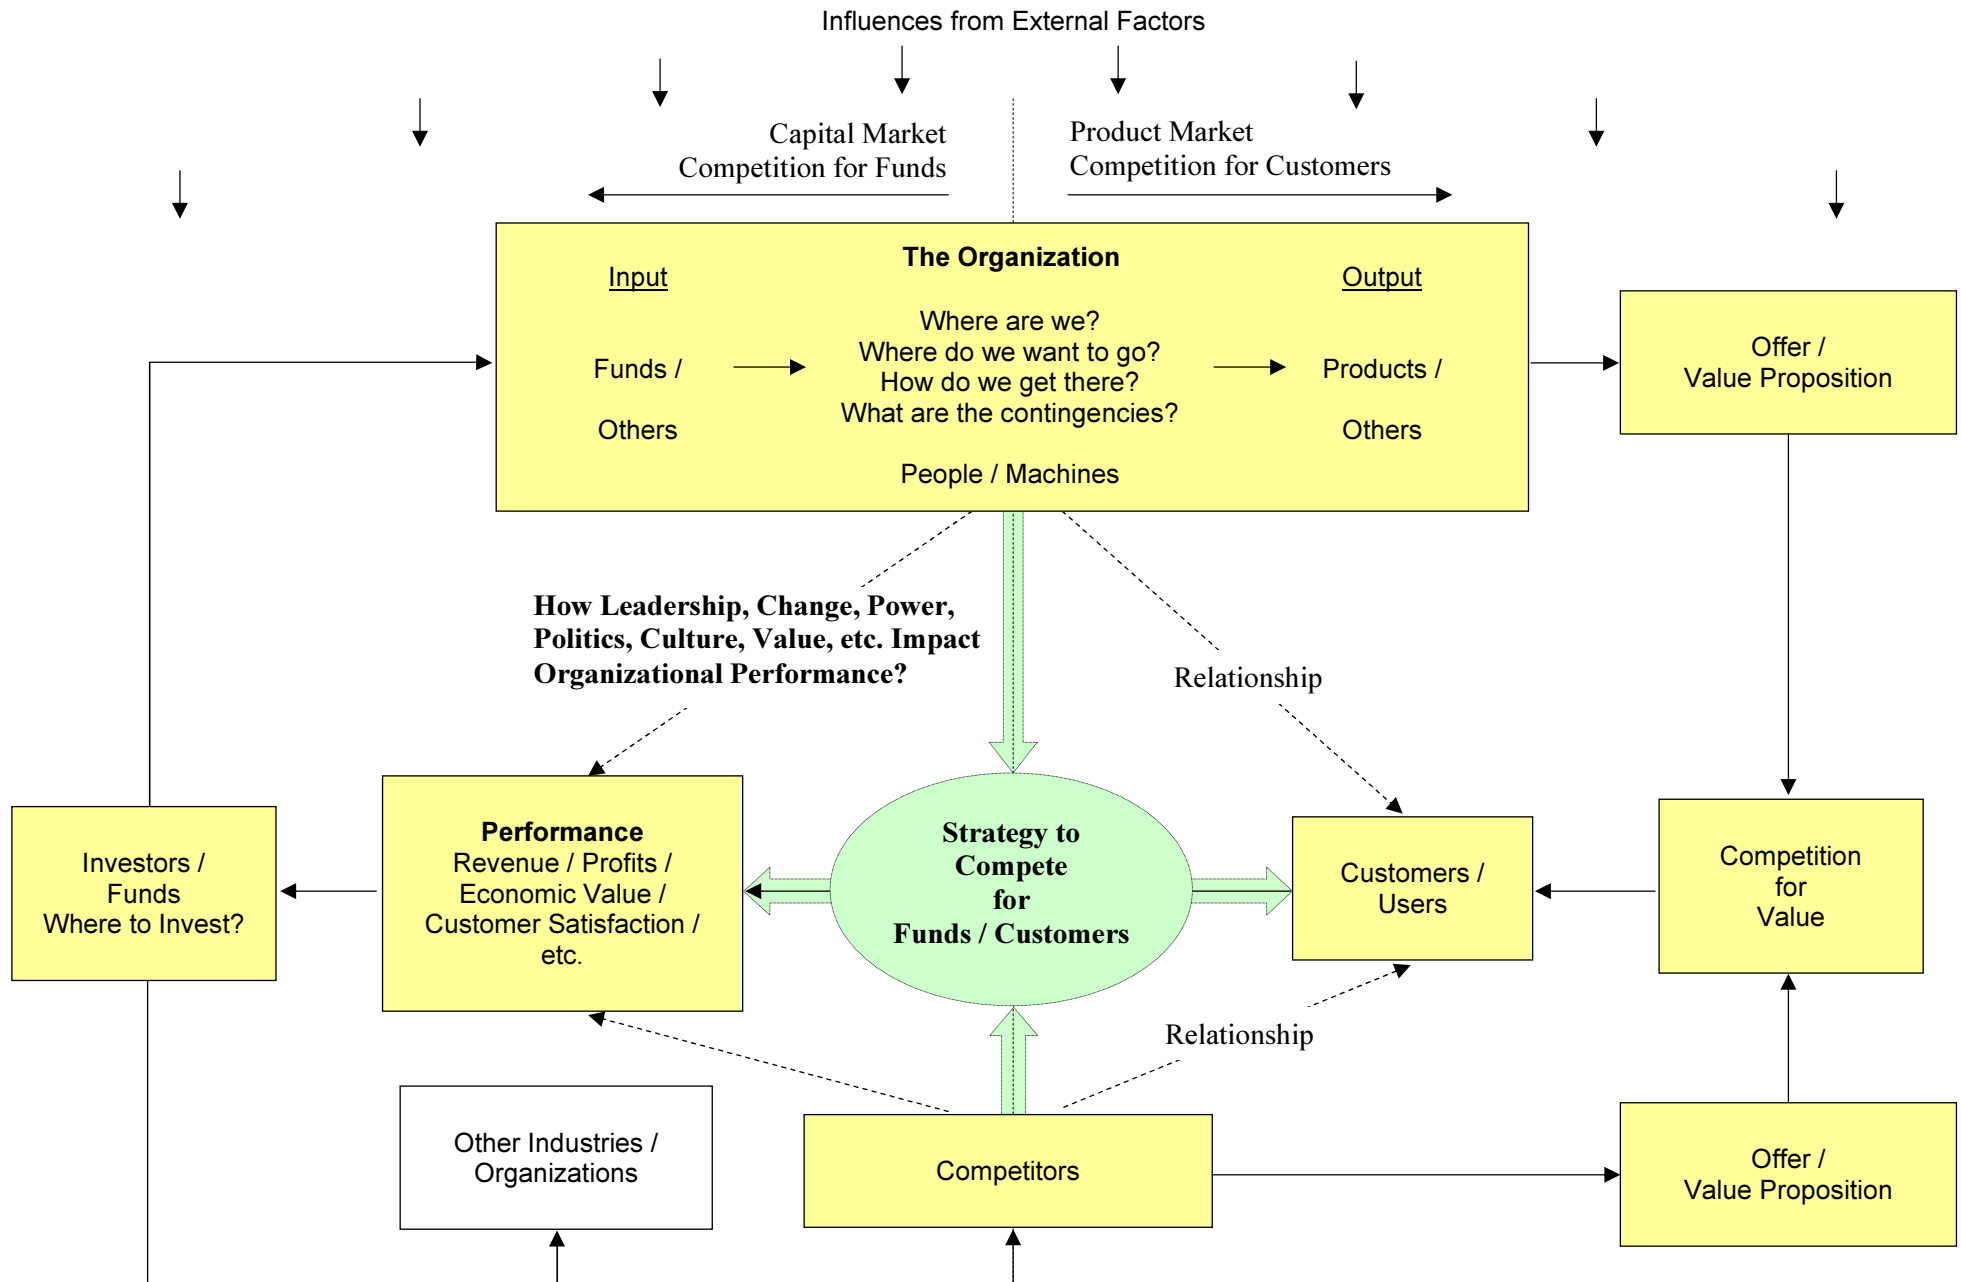 Influences from External Factors
Capital Market
Competition for Funds
Product Market
Competition for Customers
The Organization
Input
Funds /
Others
Where are we?
Where do we want to go?
How do we get there?
What are the contingencies?
People / Machines
Output
Products /
Others
Offer /
Value Proposition
How Leadership, Change, Power,
Politics, Culture, Value, etc. Impact
Organizational Performance?
Relationship
Investors /
Funds
Where to Invest?
Performance
Revenue / Profits /
Economic Value /
Customer Satisfaction /
etc.
Strategy to
Compete
for
Funds / Customers
Customers /
Users
Competition
for
Value
Relationship
Other Industries /
Organizations
Competitors
Offer /
Value Proposition